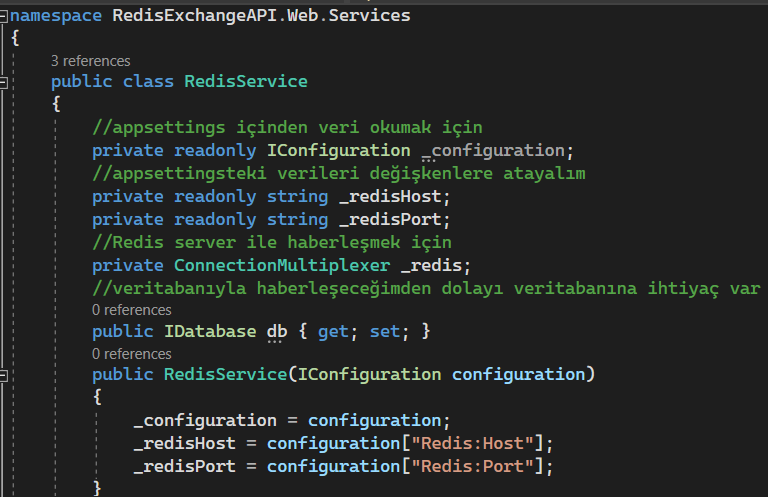 namespace RedisExchangeAPI.Web.Services
{
3 references
public class RedisService
{
//appsettings içinden veri okumak için
private readonly IConfiguration _configuration;
//appsettingsteki verileri değişkenlere atayalım
private readonly string _redisHost;
private readonly string _redisPort;
//Redis server ile haberleşmek için
private ConnectionMultiplexer _redis;
//veritabanıyla haberleşeceğimden dolayı veritabanına ihtiyaç var
0 references
public IDatabase db { get; set; }
0 references
public RedisService(IConfiguration configuration)
{
_configuration = configuration;
_redisHost = configuration["Redis:Host"];
_redisPort = configuration["Redis:Port"];
}